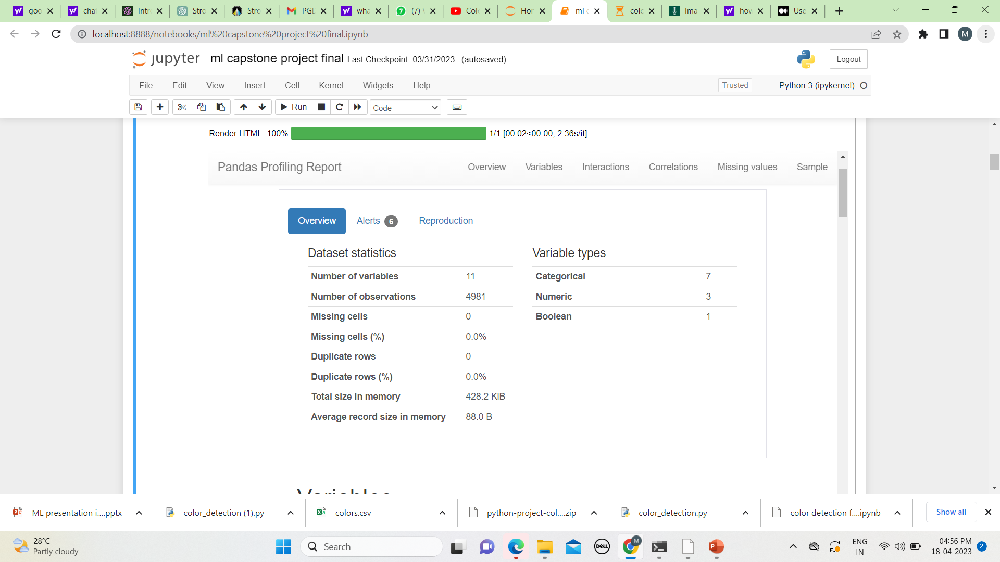 goo
cha
Intr
Stro
Stro
PGD
wha
(7)
Colo
Hor
ml c
colo
Ima
how
Use
localhost:8888/notebooks/ml%20capstone%20project%20final.ipynb
M
jupyter ml capstone project final Last Checkpoint: 03/31/2023 (autosaved)
Logout
File Edit View Insert Cell Kernel Widgets Help
Trusted
Python 3 (ipykernel)
Run
Code
Render HTML: 100% 1/1 [00:02<00:00, 2.36s/it]
Pandas Profiling Report
Overview Variables Interactions Correlations Missing values Sample
Overview Alerts 6 Reproduction
Dataset statistics
Number of variables 11
Number of observations 4981
Missing cells 0
Missing cells (%) 0.0%
Duplicate rows 0
Duplicate rows (%) 0.0%
Total size in memory 428.2 KiB
Average record size in memory 88.0 B
Variable types
Categorical 7
Numeric 3
Boolean 1
Variables
ML presentation i....pptx
color_detection (1).py
colors.csv
python-project-col....zip
color_detection.py
color detection f....ipynb
Show all
28°C
Partly cloudy
Search
DELL
M
ENG
IN
04:56 PM
18-04-2023
2